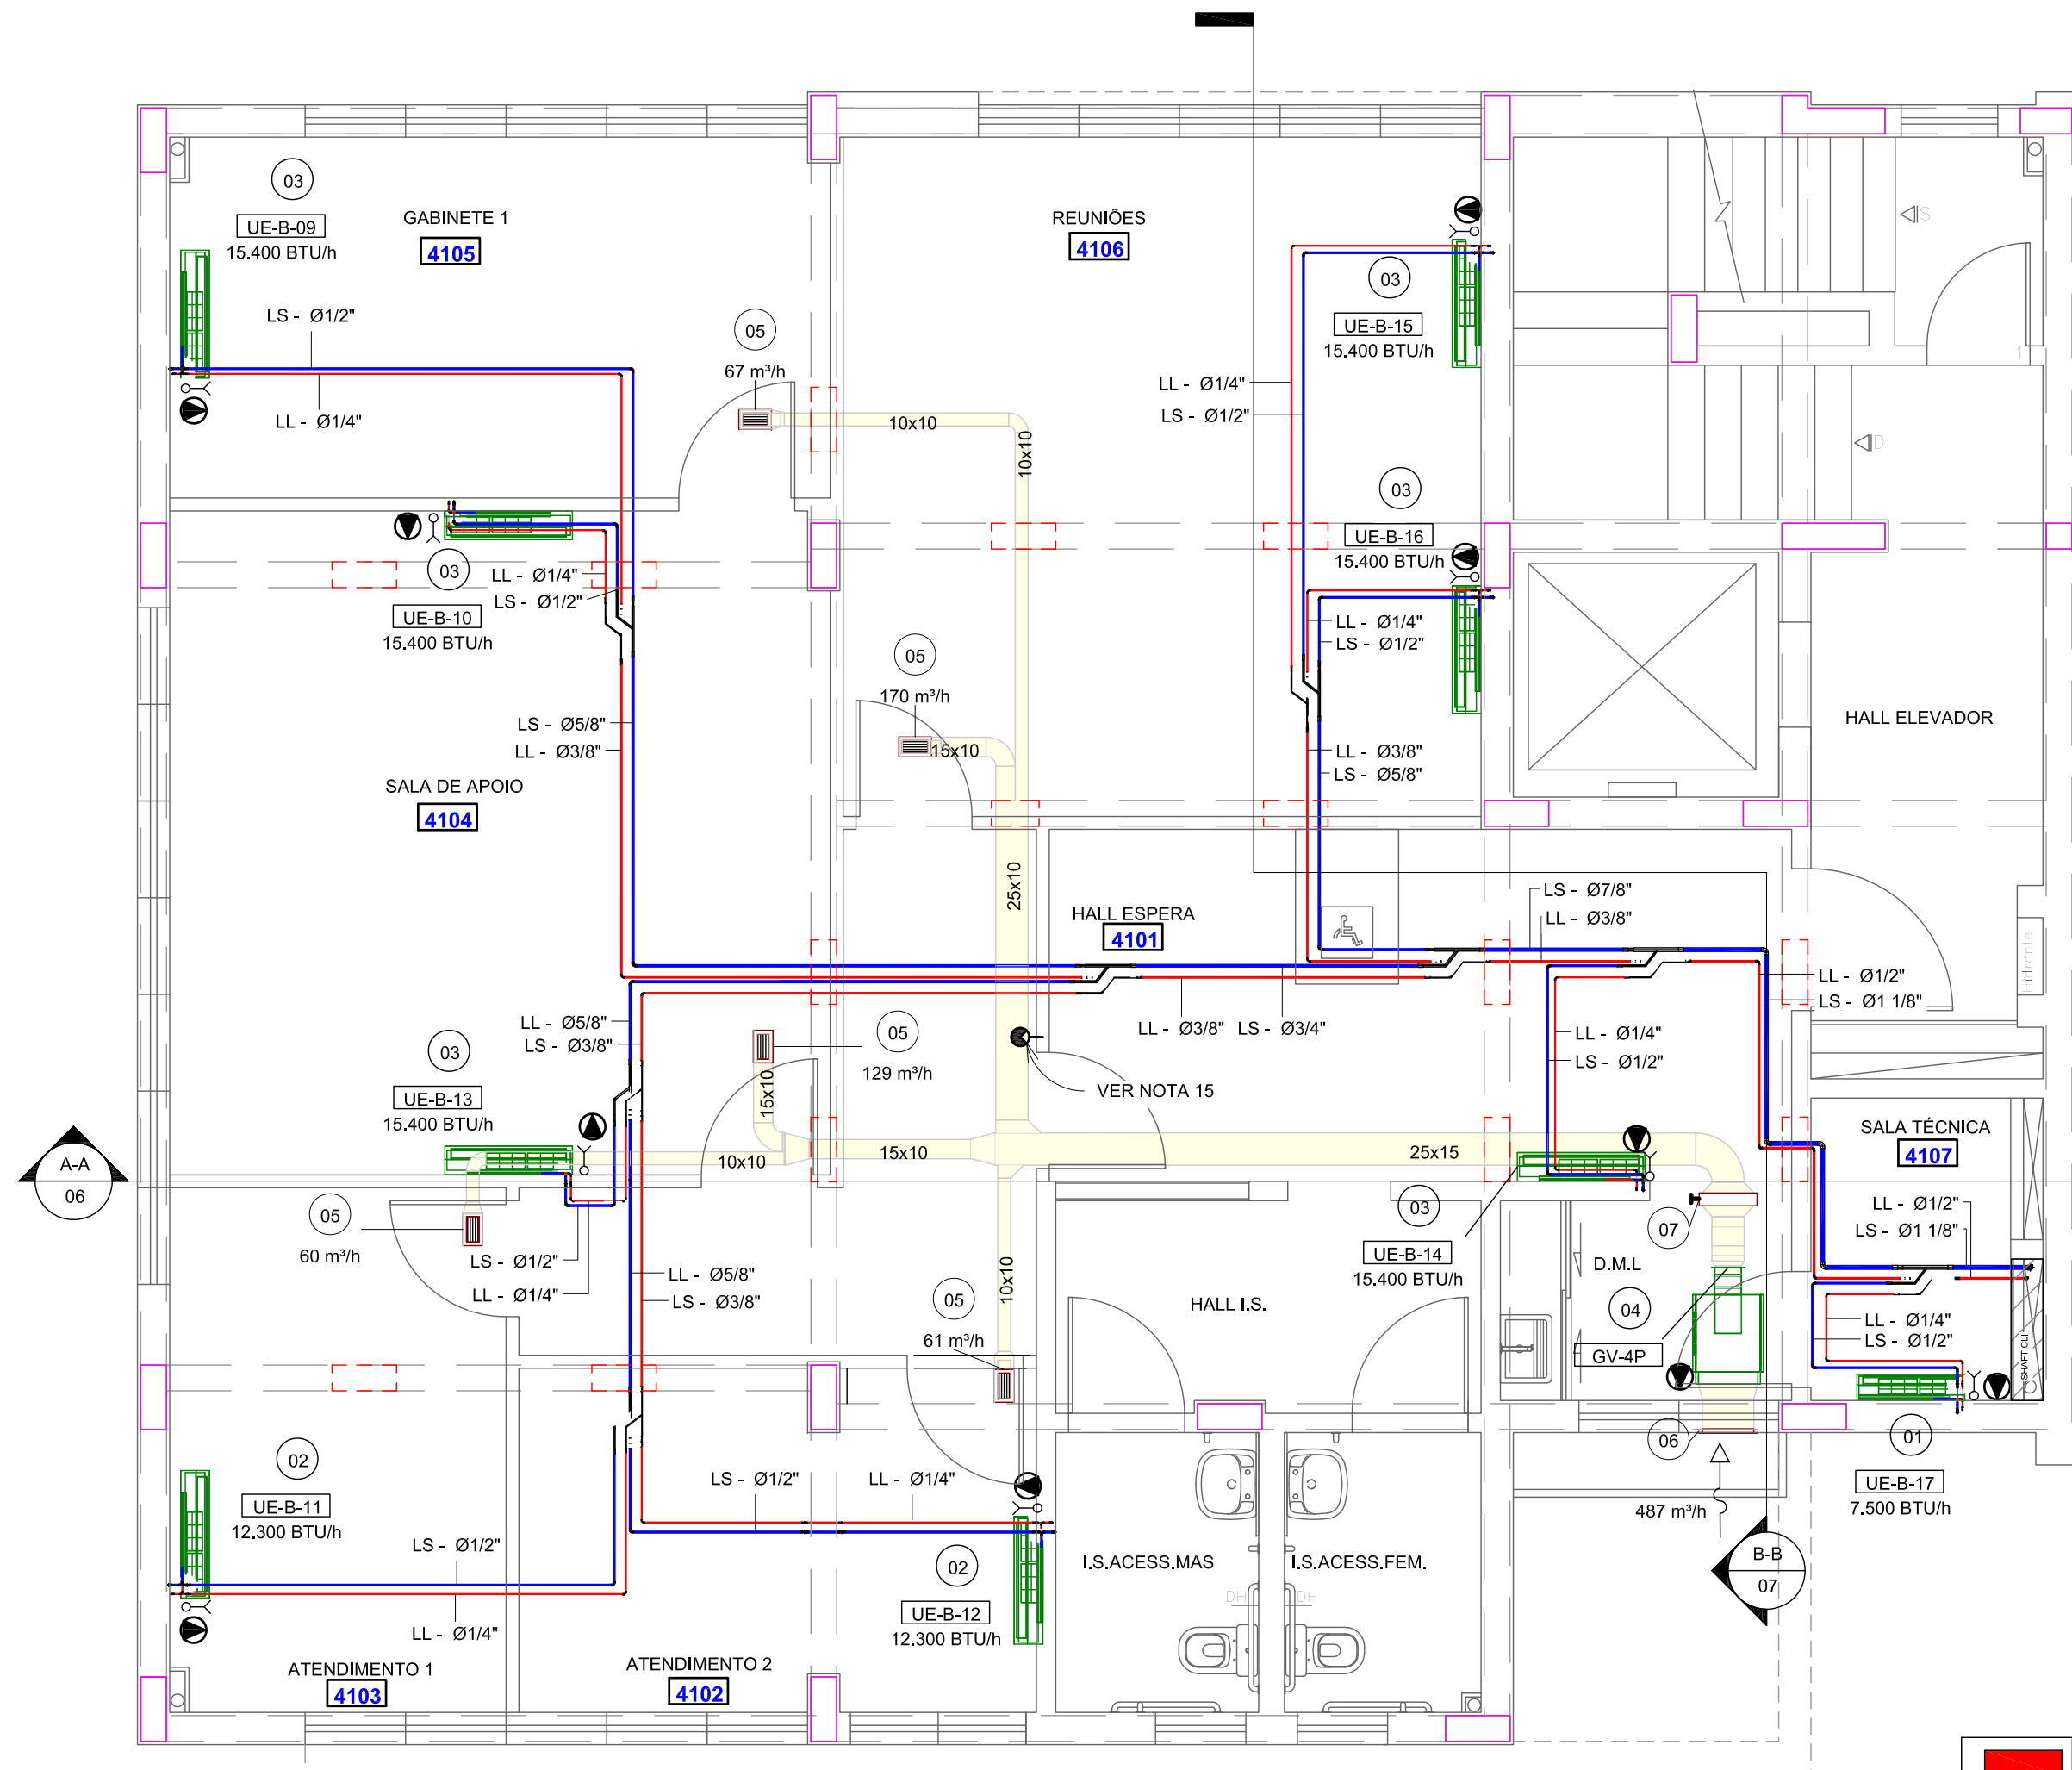 03
UE-B-09
15.400 BTU/h
GABINETE 1
4105
REUNIÕES
4106
LS - Ø1/2"
LL - Ø1/4"
05
67 m³/h
10x10
10x10
03
UE-B-15
15.400 BTU/h
LL - Ø1/4"
LS - Ø1/2"
S
D
1
03
UE-B-16
15.400 BTU/h
03
UE-B-10
15.400 BTU/h
LL - Ø1/4"
LS - Ø1/2"
LL - Ø1/4"
LS - Ø1/2"
05
170 m³/h
15x10
LS - Ø5/8"
LL - Ø3/8"
LL - Ø3/8"
LS - Ø5/8"
HALL ELEVADOR
SALA DE APOIO
4104
25x10
HALL ESPERA
4101
LS - Ø7/8"
LL - Ø3/8"
Hidrante
LL - Ø1/2"
LS - Ø1 1/8"
LL - Ø5/8"
LS - Ø3/8"
05
129 m³/h
LL - Ø3/8"
LS - Ø3/4"
LL - Ø1/4"
LS - Ø1/2"
03
UE-B-13
15.400 BTU/h
15x10
VER NOTA 15
SALA TÉCNICA
4107
A-A
06
10x10
15x10
25x15
05
60 m³/h
LS - Ø1/2"
LL - Ø1/4"
LL - Ø5/8"
LS - Ø3/8"
10x10
05
61 m³/h
03
UE-B-14
15.400 BTU/h
HALL I.S.
07
D.M.L
04
GV-4P
LL - Ø1/2"
LS - Ø1 1/8"
LL - Ø1/4"
LS - Ø1/2"
SHAFT CLI
06
01
UE-B-17
7.500 BTU/h
487 m³/h
B-B
07
02
UE-B-11
12.300 BTU/h
LS - Ø1/2"
LL - Ø1/4"
LS - Ø1/2"
LL - Ø1/4"
02
UE-B-12
12.300 BTU/h
I.S.ACESS.MAS
I.S.ACESS.FEM.
DH
DH
ATENDIMENTO 1
4103
ATENDIMENTO 2
4102